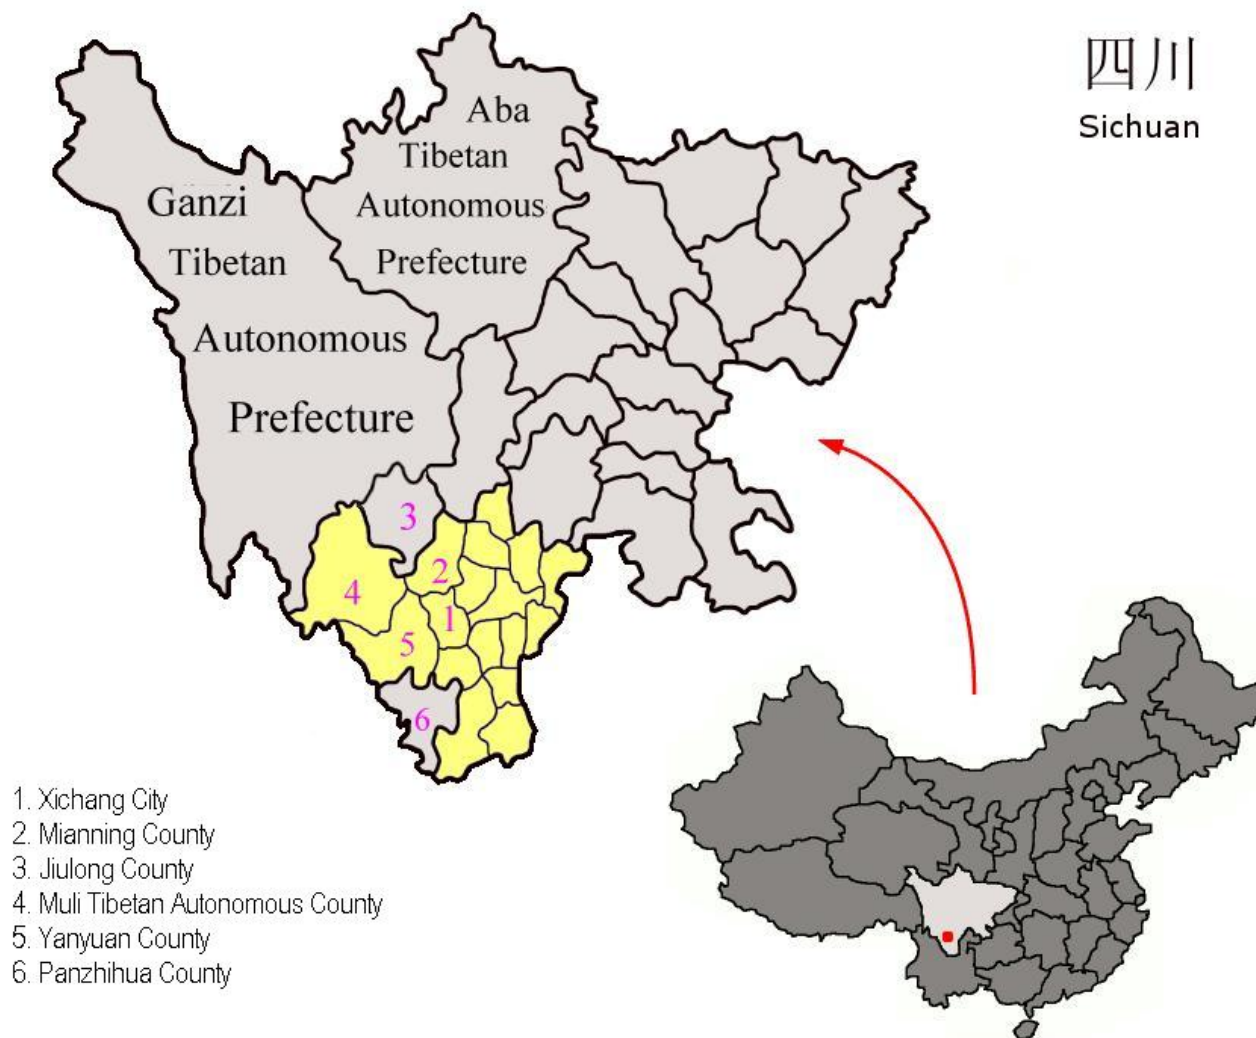 四川
Sichuan
Aba
Tibetan
Autonomous
Prefecture
Ganzi
Tibetan
Autonomous
Prefecture
3
2
4
1
5
6
1. Xichang City
2. Mianning County
3. Jiulong County
4. Muli Tibetan Autonomous County
5. Yanyuan County
6. Panzhihua County